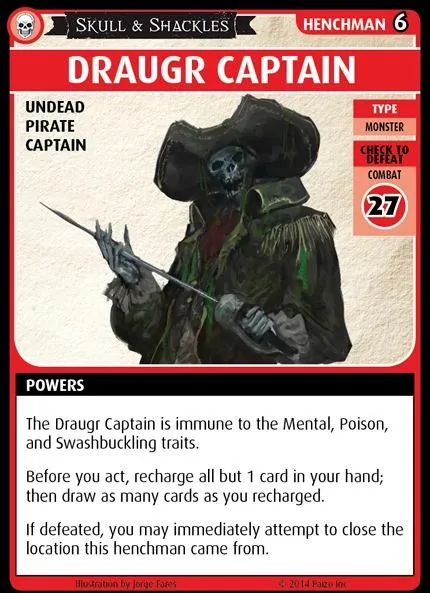 SKULL & SHACKLES
HENCHMAN 6
DRAUGR CAPTAIN
UNDEAD
PIRATE
CAPTAIN
TYPE
MONSTER
CHECK TO
DEFEAT
COMBAT
27
POWERS
The Draugr Captain is immune to the Mental, Poison,
and Swashbuckling traits.
Before you act, recharge all but 1 card in your hand;
then draw as many cards as you recharged.
If defeated, you may immediately attempt to close the
location this henchman came from.
Illustration by Jorge Fares
© 2014 Paizo Inc